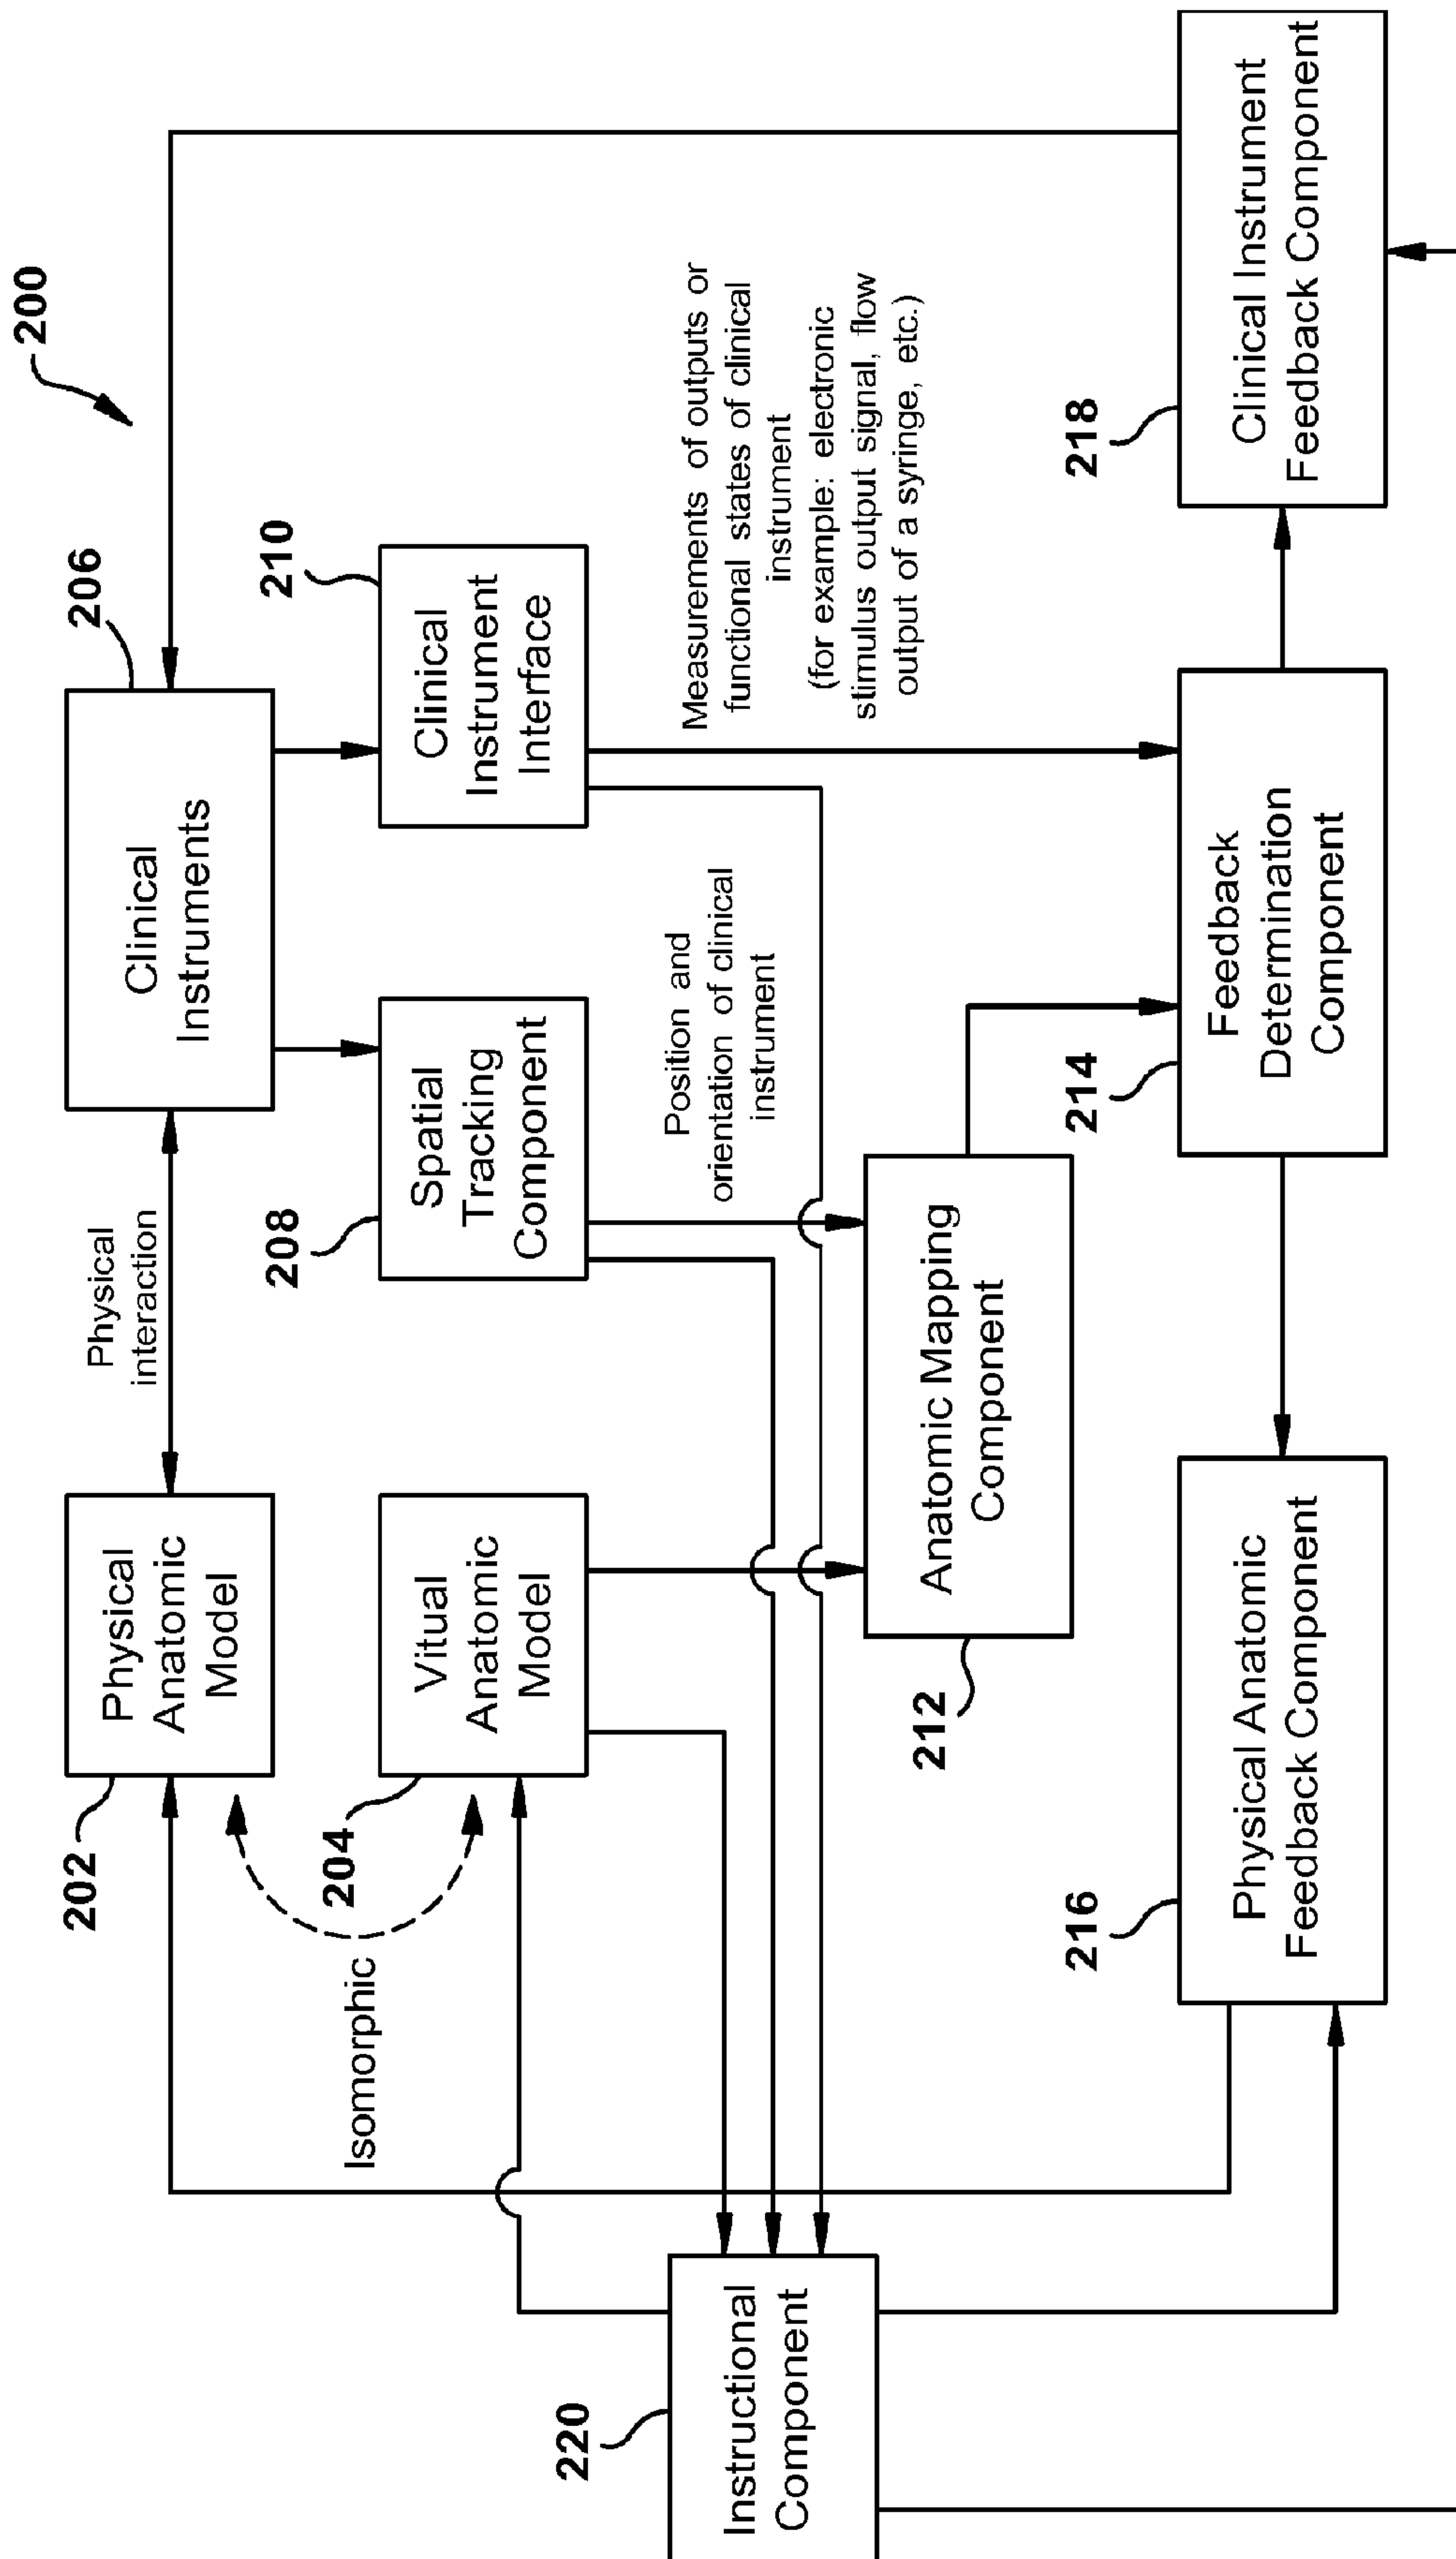 200
202
Physical
Anatomic
Model
Physical
interaction
206
Clinical
Instruments
Isomorphic
204
Vitual
Anatomic
Model
208
Spatial
Tracking
Component
210
Clinical
Instrument
Interface
220
Instructional
Component
Position and
orientation of clinical
instrument
Measurements of outputs or
functional states of clinical
instrument
(for example: electronic
stimulus output signal, flow
output of a syringe, etc.)
212
Anatomic Mapping
Component
216
Physical Anatomic
Feedback Component
214
Feedback
Determination
Component
218
Clinical Instrument
Feedback Component